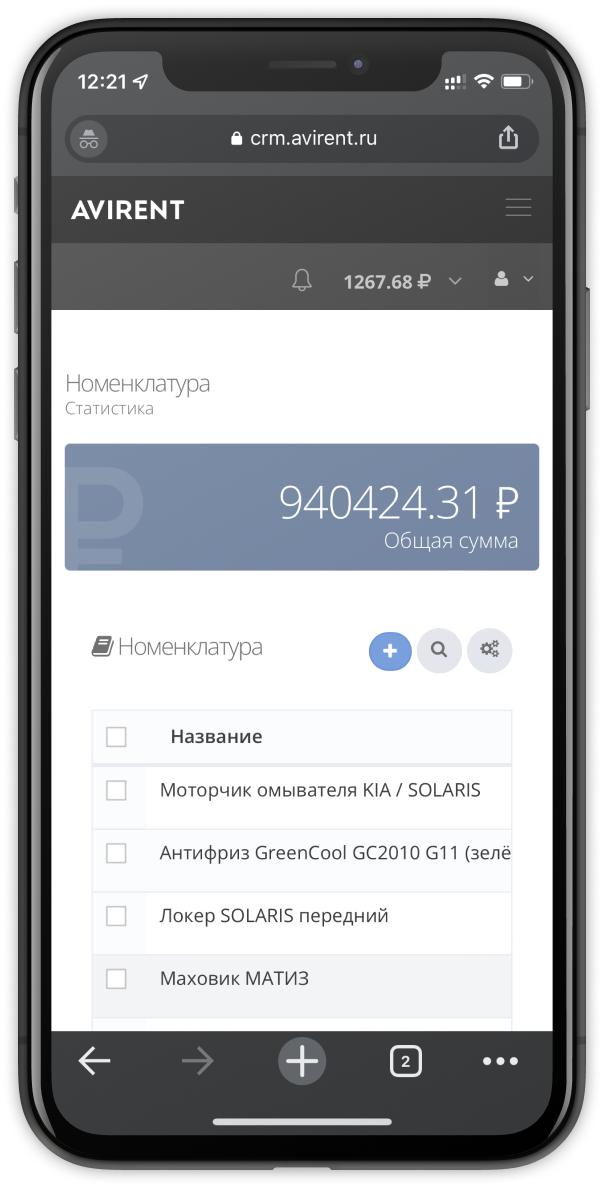 12:21
crm.avirent.ru
AVIRENT
1267.68 ₽
Номенклатура
Статистика
₽
940424.31 ₽
Общая сумма
Номенклатура
Название
Моторчик омывателя KIA / SOLARIS
Антифриз GreenCool GC2010 G11 (зелё
Локер SOLARIS передний
Маховик МАТИЗ
2